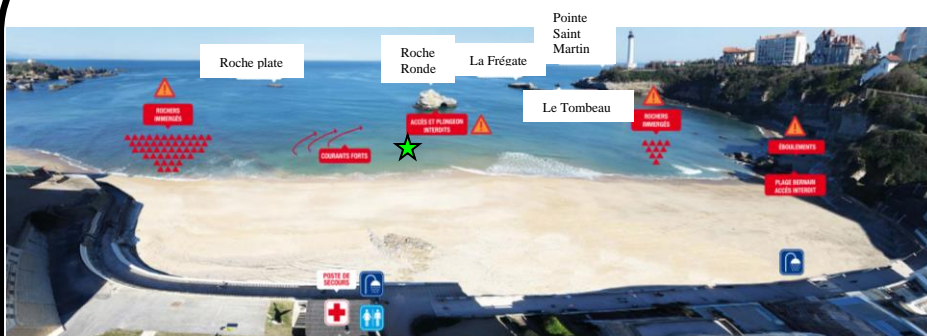 Pointe
Saint
Martin
Roche
Ronde
La Frégate
Roche plate
Le Tombeau
ROCHERS
IMMERGÉS
ACCÈS ET PLONGEON
INTERDITS
ROCHERS
IMMERGÉS
COURANTS FORTS
ÉBOULEMENTS
PLAGE BERNAIN
ACCÈS INTERDIT
POSTE DE
SECOURS